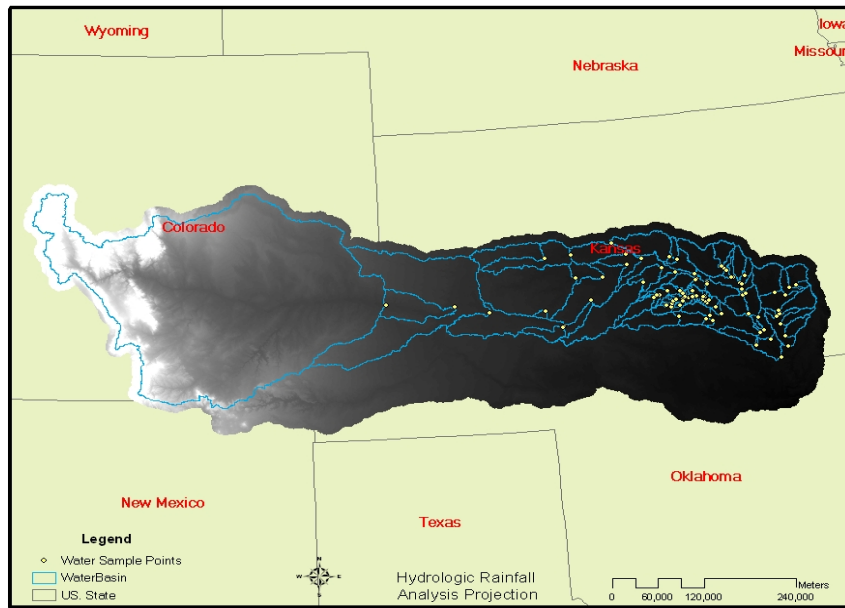 Wyoming
Iowa
Missour
Nebraska
Colorado
Kansas
Oklahoma
New Mexico
Texas
Legend
Water Sample Points
WaterBasin
US. State
N
W E
S
Hydrologic Rainfall
Analysis Projection
Meters
0 60,000 120,000 240,000